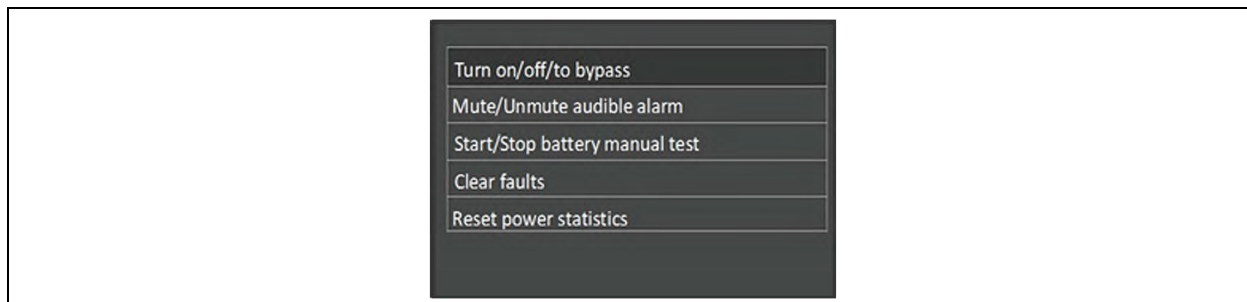 Turn on/off/to bypass
Mute/Unmute audible alarm
Start/Stop battery manual test
Clear faults
Reset power statistics